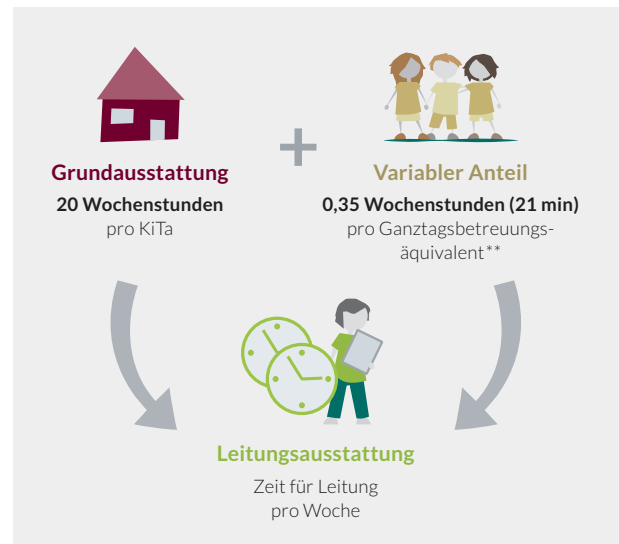 +
Grundausstattung
20 Wochenstunden
pro KiTa
Variabler Anteil
0,35 Wochenstunden (21 min)
pro Ganztagsbetreuungs-
äquivalent**
Leitungsausstattung
Zeit für Leitung
pro Woche